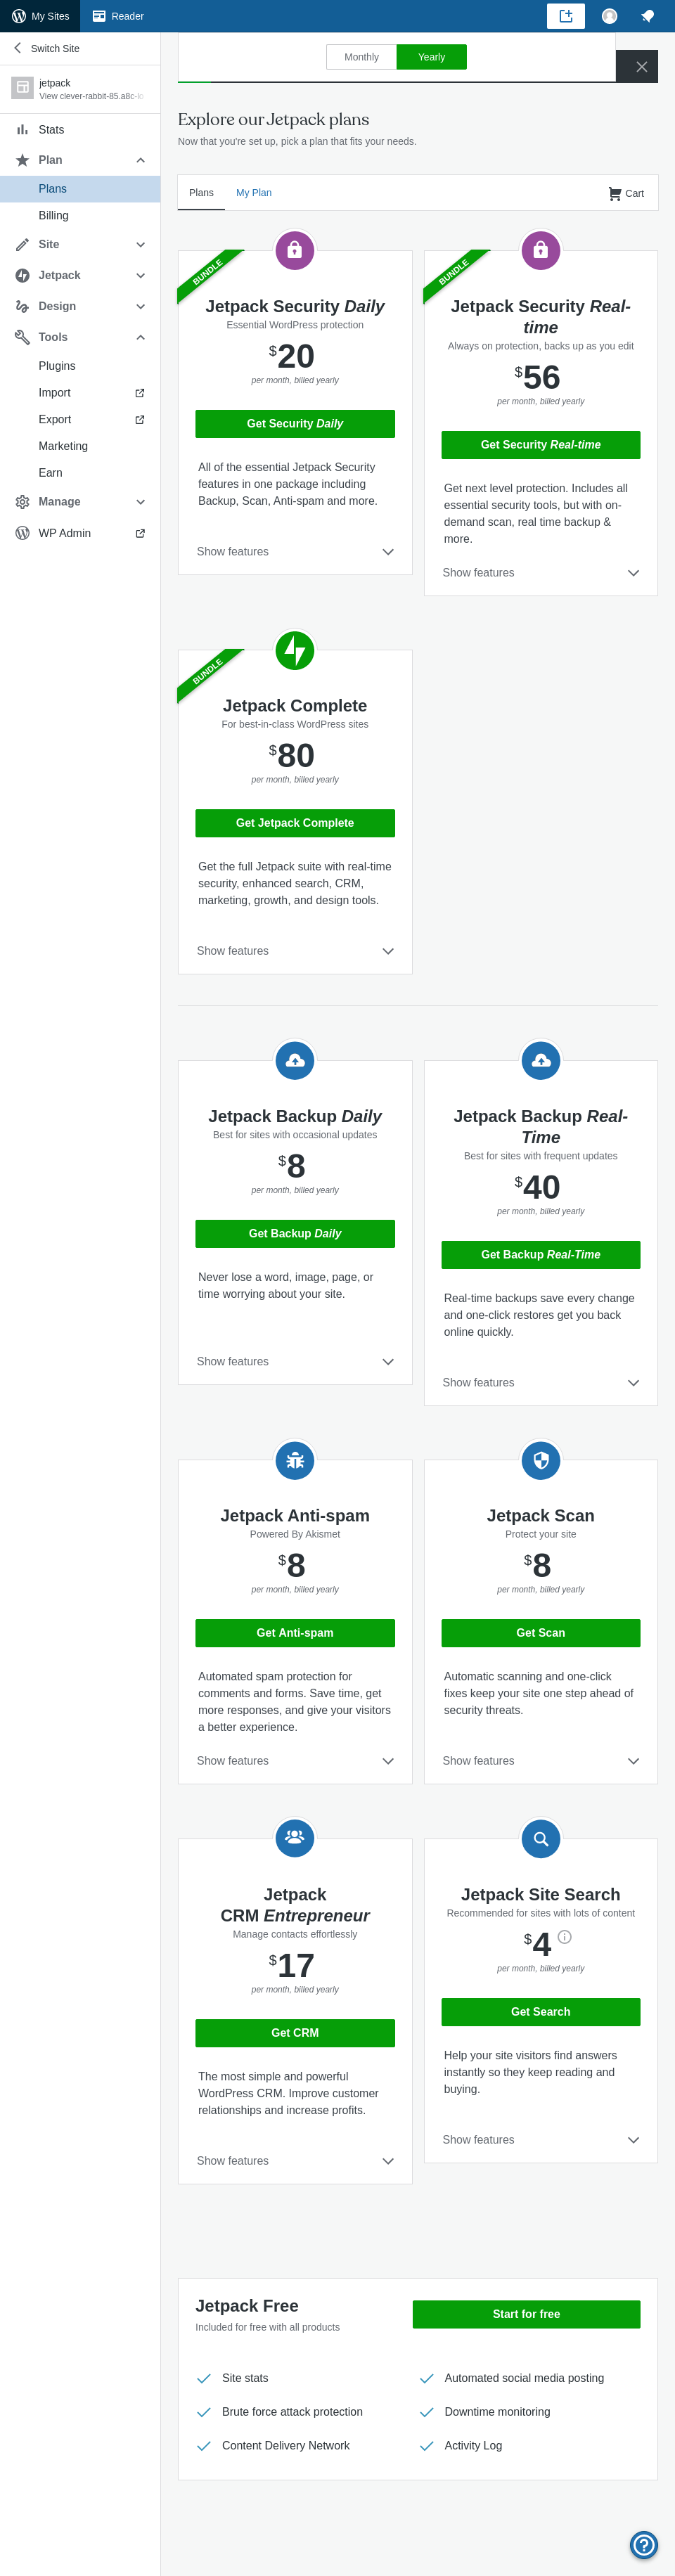 My Sites
Reader
Switch Site
jetpack
View clever-rabbit-85.a8c-lo
Stats
Plan
Plans
Billing
Site
Jetpack
Design
Tools
Plugins
Import
Export
Marketing
Earn
Manage
WP Admin
Monthly
Yearly
Explore our Jetpack plans
Now that you're set up, pick a plan that fits your needs.
Plans
My Plan
Cart
BUNDLE
Jetpack Security Daily
Essential WordPress protection
$20
per month, billed yearly
Get Security Daily
All of the essential Jetpack Security
features in one package including
Backup, Scan, Anti-spam and more.
Show features
BUNDLE
Jetpack Security Real-
time
Always on protection, backs up as you edit
$56
per month, billed yearly
Get Security Real-time
Get next level protection. Includes all
essential security tools, but with on-
demand scan, real time backup &
more.
Show features
BUNDLE
Jetpack Complete
For best-in-class WordPress sites
$80
per month, billed yearly
Get Jetpack Complete
Get the full Jetpack suite with real-time
security, enhanced search, CRM,
marketing, growth, and design tools.
Show features
Jetpack Backup Daily
Best for sites with occasional updates
$8
per month, billed yearly
Get Backup Daily
Never lose a word, image, page, or
time worrying about your site.
Show features
Jetpack Backup Real-
Time
Best for sites with frequent updates
$40
per month, billed yearly
Get Backup Real-Time
Real-time backups save every change
and one-click restores get you back
online quickly.
Show features
Jetpack Anti-spam
Powered By Akismet
$8
per month, billed yearly
Get Anti-spam
Automated spam protection for
comments and forms. Save time, get
more responses, and give your visitors
a better experience.
Show features
Jetpack Scan
Protect your site
$8
per month, billed yearly
Get Scan
Automatic scanning and one-click
fixes keep your site one step ahead of
security threats.
Show features
Jetpack
CRM Entrepreneur
Manage contacts effortlessly
$17
per month, billed yearly
Get CRM
The most simple and powerful
WordPress CRM. Improve customer
relationships and increase profits.
Show features
Jetpack Site Search
Recommended for sites with lots of content
$4
per month, billed yearly
Get Search
Help your site visitors find answers
instantly so they keep reading and
buying.
Show features
Jetpack Free
Included for free with all products
Start for free
Site stats
Automated social media posting
Brute force attack protection
Downtime monitoring
Content Delivery Network
Activity Log